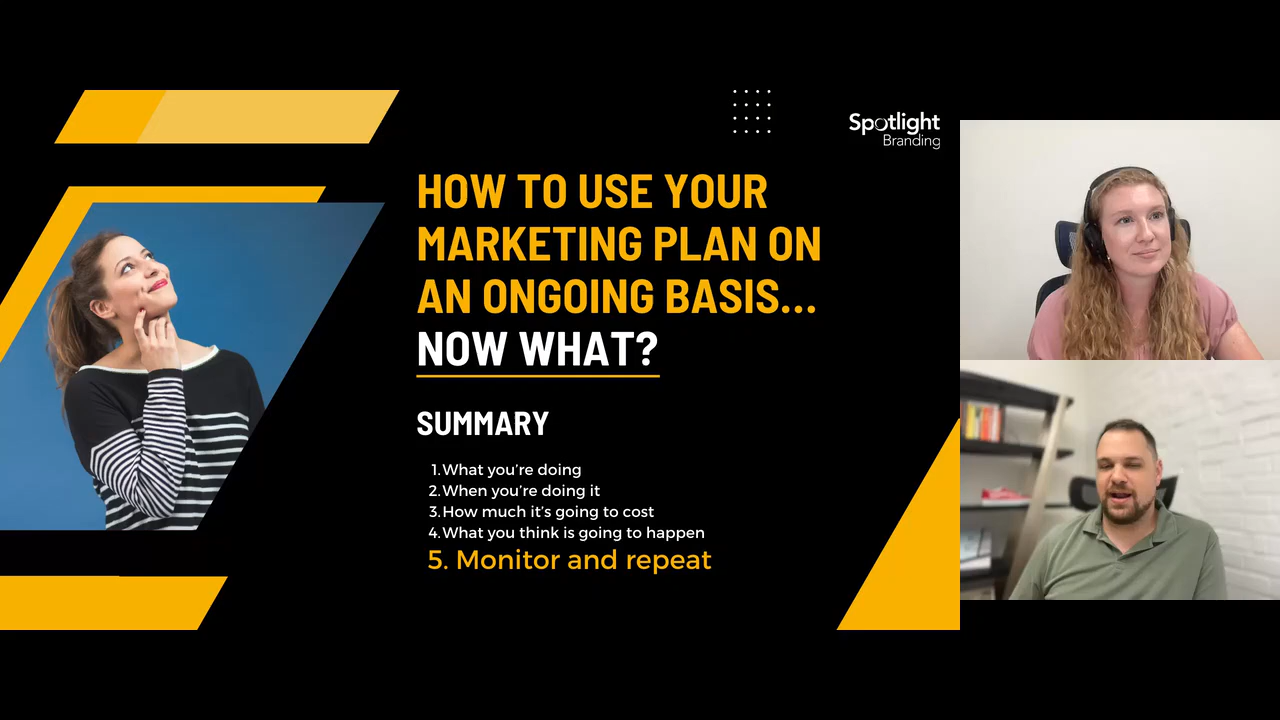 Spotlight
Branding
HOW TO USE YOUR
MARKETING PLAN ON
AN ONGOING BASIS...
NOW WHAT?
SUMMARY
1. What you're doing
2. When you're doing it
3. How much it's going to cost
4. What you think is going to happen
5. Monitor and repeat